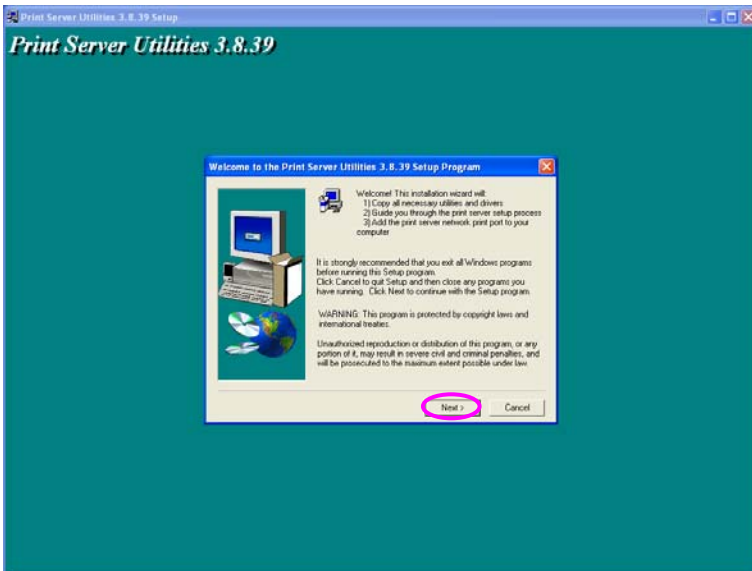 Print Server Utilities 3.8.39 Setup
Print Server Utilities 3.8.39
Welcome to the Print Server Utilities 3.8.39 Setup Program
Welcome! This installation wizard will:
1) Copy all necessary utilities and drivers
2) Guide you through the print server setup process
3) Add the print server network print port to your
computer
It is strongly recommended that you exit all Windows programs
before running this Setup program.
Click Cancel to quit Setup and then close any programs you
have running. Click Next to continue with the Setup program.
WARNING: This program is protected by copyright laws and
international treaties.
Unauthorized reproduction or distribution of this program, or any
portion of it, may result in severe civil and criminal penalties, and
will be prosecuted to the maximum extent possible under law.
Next >
Cancel